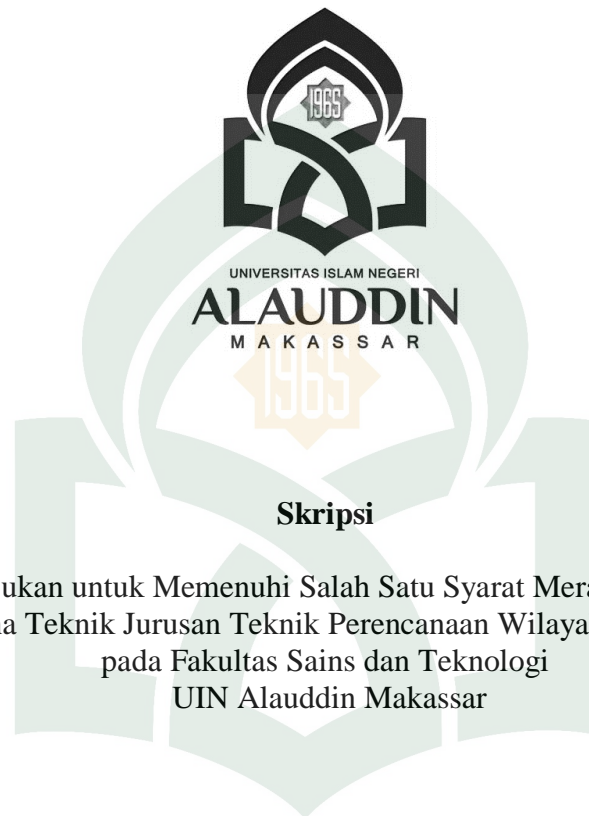 1965
UNIVERSITAS ISLAM NEGERI
ALAUDDIN
MAKASSAR
1965
Skripsi
ukan untuk Memenuhi Salah Satu Syarat Mera
a Teknik Jurusan Teknik Perencanaan Wilaya
pada Fakultas Sains dan Teknologi
UIN Alauddin Makassar